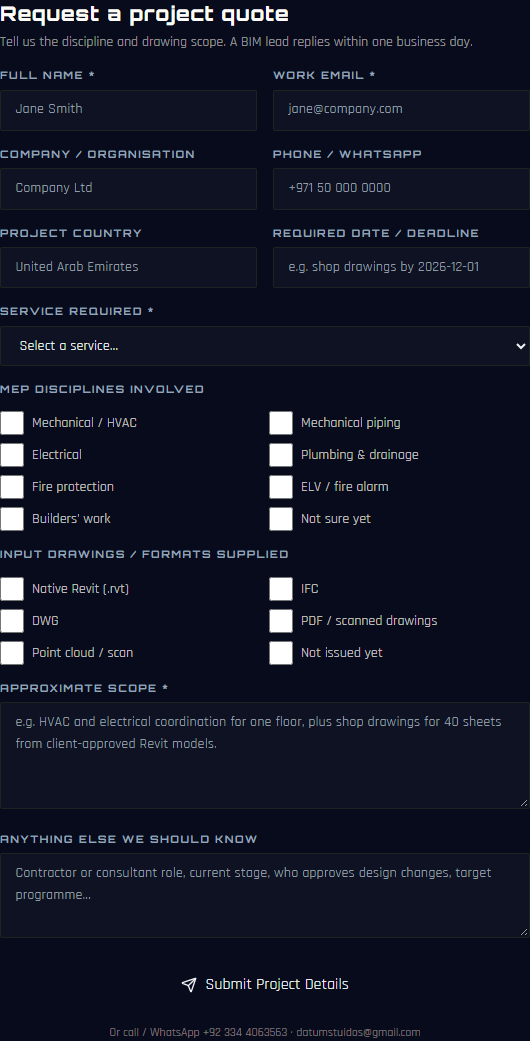 Request a project quote
Tell us the discipline and drawing scope. A BIM lead replies within one business day.
FULL NAME *
WORK EMAIL *
Jane Smith
jane@company.com
COMPANY / ORGANISATION
PHONE / WHATSAPP
Company Ltd
+971 50 000 0000
PROJECT COUNTRY
REQUIRED DATE / DEADLINE
United Arab Emirates
e.g. shop drawings by 2026-12-01
SERVICE REQUIRED *
Select a service...
MEP DISCIPLINES INVOLVED
Mechanical / HVAC
Mechanical piping
Electrical
Plumbing & drainage
Fire protection
ELV / fire alarm
Builders' work
Not sure yet
INPUT DRAWINGS / FORMATS SUPPLIED
Native Revit (.rvt)
IFC
DWG
PDF / scanned drawings
Point cloud / scan
Not issued yet
APPROXIMATE SCOPE *
e.g. HVAC and electrical coordination for one floor, plus shop drawings for 40 sheets
from client-approved Revit models.
ANYTHING ELSE WE SHOULD KNOW
Contractor or consultant role, current stage, who approves design changes, target
programme...
Submit Project Details
Or call / WhatsApp +92 334 4063563 · datumstuidos@gmail.com